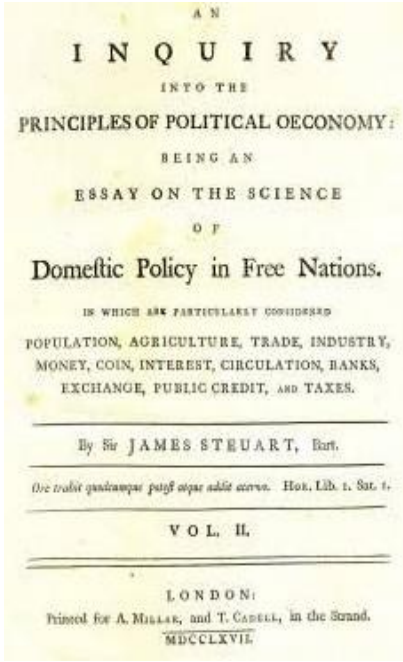 AN
INQUIRY
INTO THE
PRINCIPLES OF POLITICAL OECONOMY:
BEING AN
ESSAY ON THE SCIENCE
OF
Domeſtic Policy in Free Nations.
IN WHICH ARE PARTICULARLY CONSIDERED
POPULATION, AGRICULTURE, TRADE, INDUSTRY,
MONEY, COIN, INTEREST, CIRCULATION, BANKS,
EXCHANGE, PUBLIC CREDIT, AND TAXES.
By Sir JAMES STEUART, Bart.
Ore trahit quodcumque poteſt atque addit acervo. HOR. Lib. 1. Sat. 1.
VOL. II.
LONDON:
Printed for A. MILLAR, and T. CADELL, in the Strand.
MDCCLXVII.